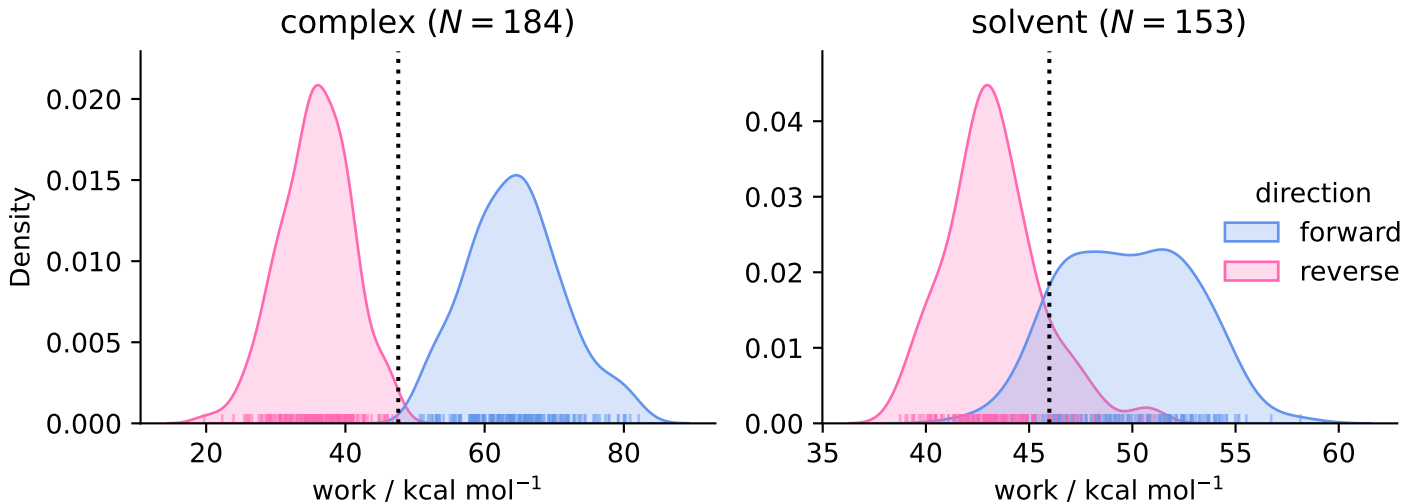 complex (N = 184)
Density
0.020
0.015
0.010
0.005
0.000
20 40 60 80
work / kcal mol⁻¹
solvent (N = 153)
0.04
0.03
0.02
0.01
0.00
35 40 45 50 55 60
work / kcal mol⁻¹
direction
forward
reverse